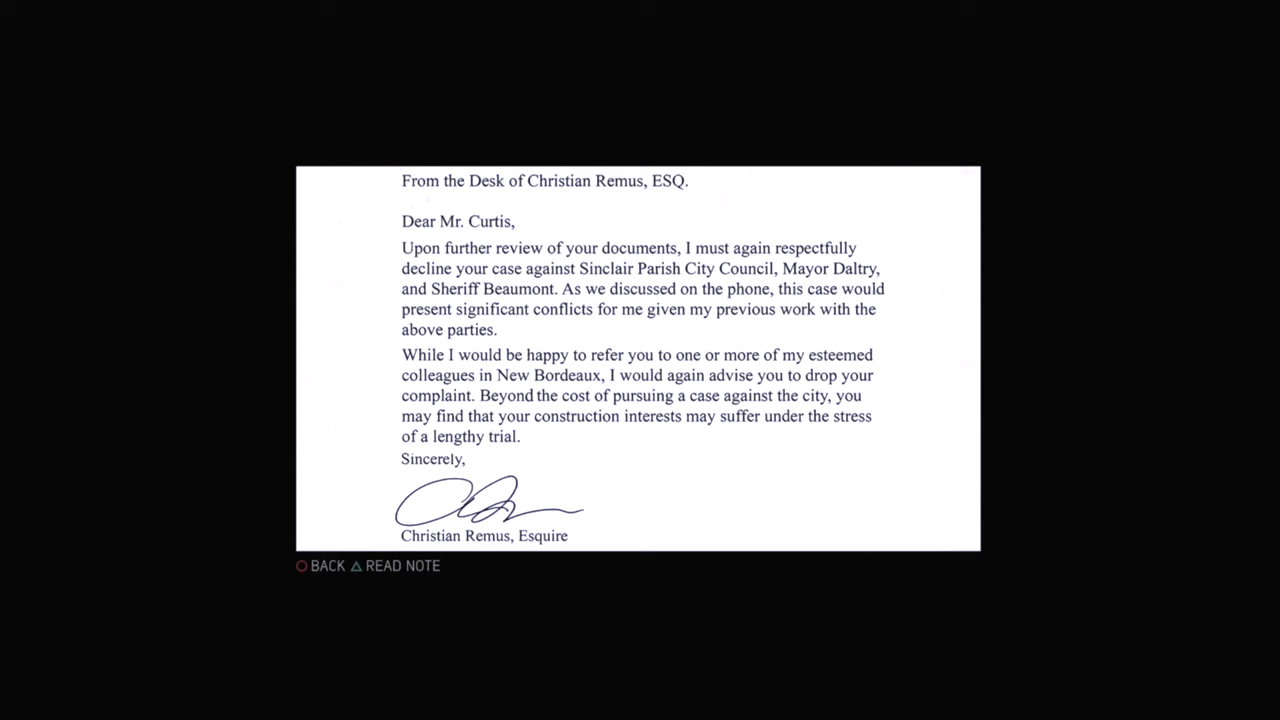 From the Desk of Christian Remus, ESQ.
Dear Mr. Curtis,
Upon further review of your documents, I must again respectfully
decline your case against Sinclair Parish City Council, Mayor Daltry,
and Sheriff Beaumont. As we discussed on the phone, this case would
present significant conflicts for me given my previous work with the
above parties.
While I would be happy to refer you to one or more of my esteemed
colleagues in New Bordeaux, I would again advise you to drop your
complaint. Beyond the cost of pursuing a case against the city, you
may find that your construction interests may suffer under the stress
of a lengthy trial.
Sincerely,
Christian Remus, Esquire
BACK READ NOTE